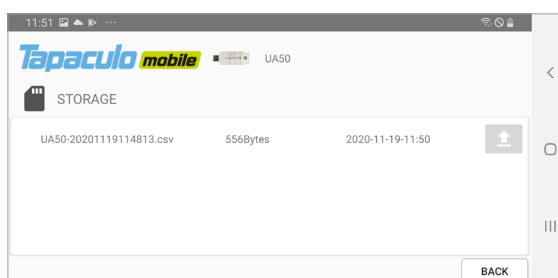 11:51
Tapaculo mobile UA50
STORAGE
UA50-20201119114813.csv 556Bytes 2020-11-19-11:50
BACK